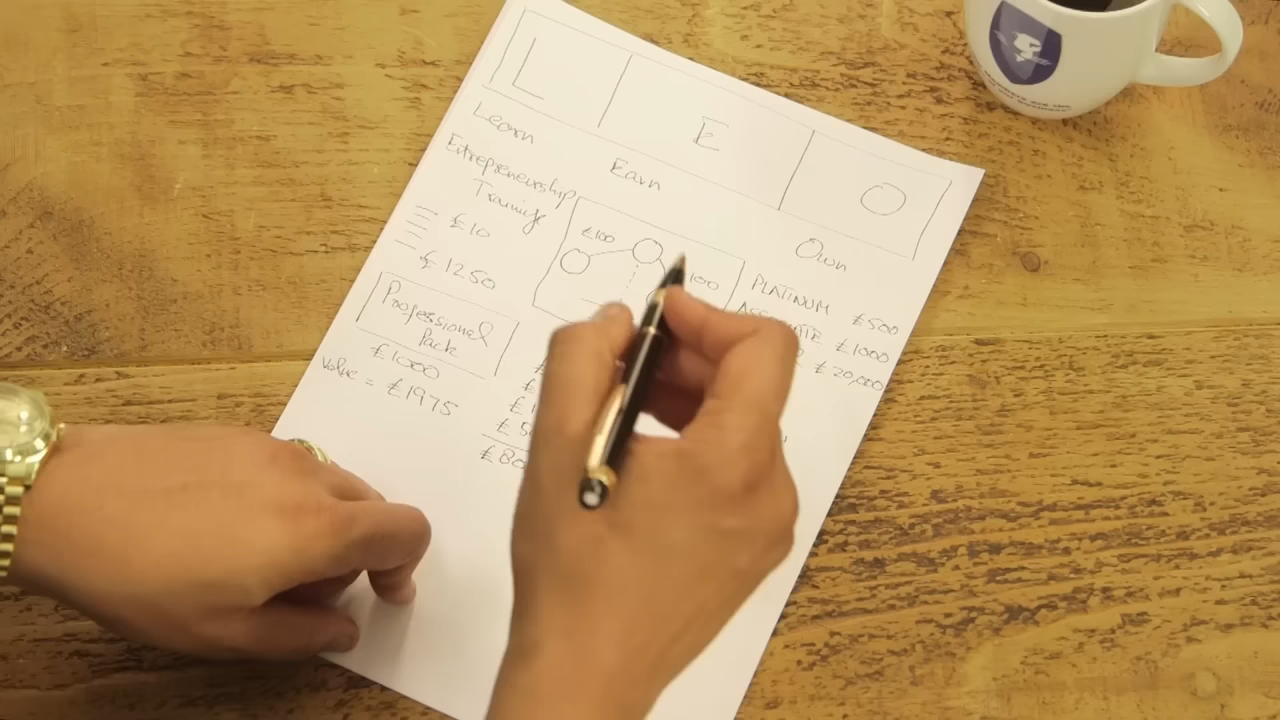 L
E
O
Learn
Entrepreneurship
Training
£10
£1250
Professional
Pack
£1000
Value = £1975
Earn
£100
100
£80
Own
PLATINUM £500
£1000
£20,000